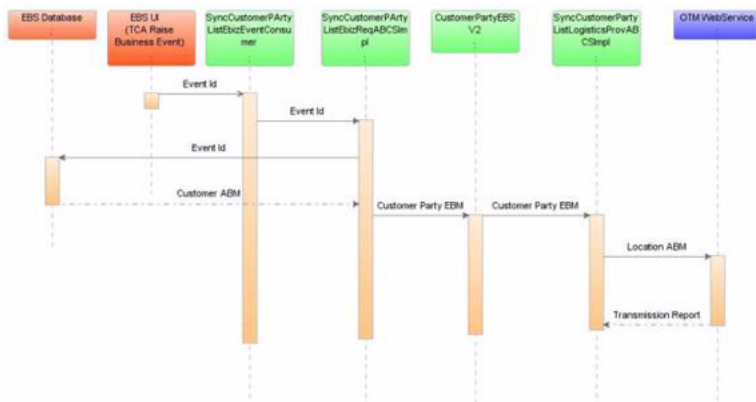 EBS Database
EBS UI
(TCA Raise
Business Event)
SyncCustomerPArty
ListEbizEventConsu
mer
SyncCustomerPArty
ListEbizReqABCSIm
pl
CustomerPartyEBS
V2
SyncCustomerParty
ListLogisticsProvAB
CSImpl
OTM WebService
Event Id
Event Id
Event Id
Customer ABM
Customer Party EBM
Customer Party EBM
Location ABM
Transmission Report